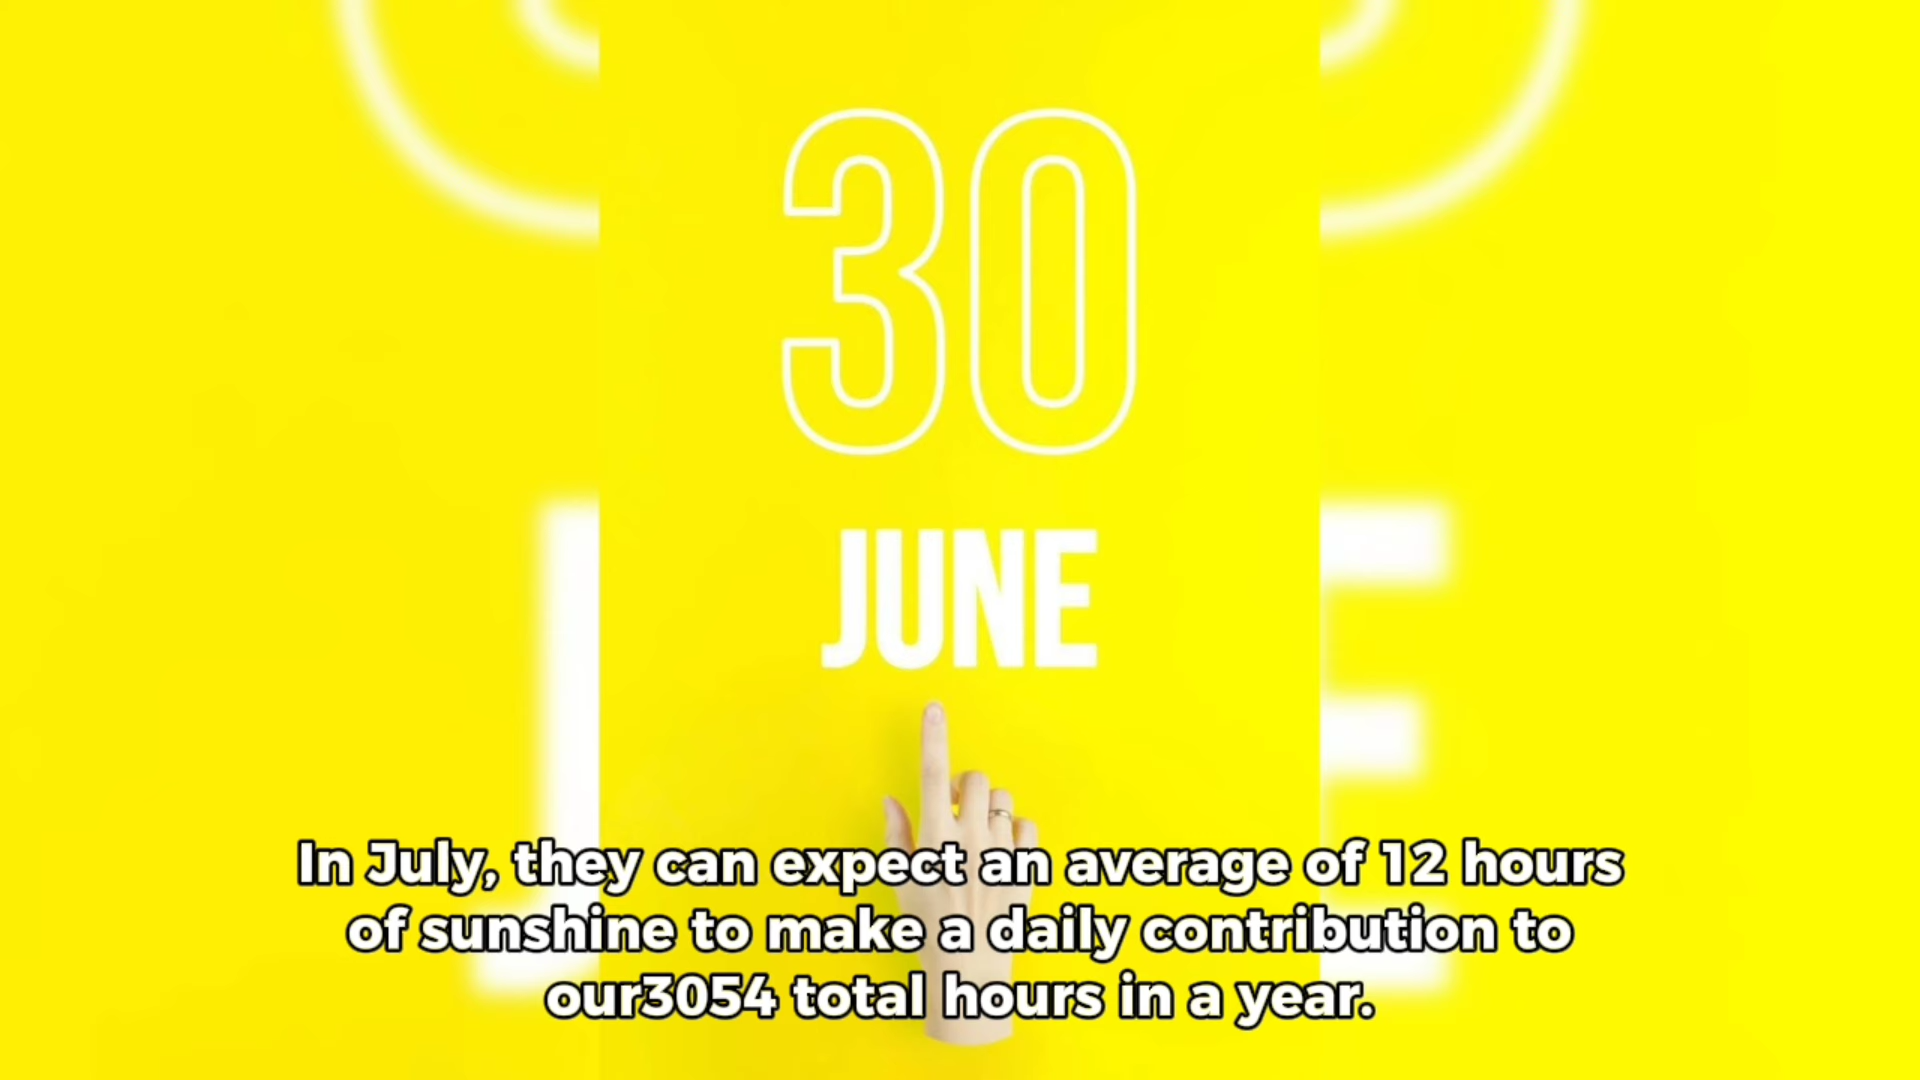 30
JUNE
In July, they can expect an average of 12 hours
of sunshine to make a daily contribution to
our3054 total hours in a year.